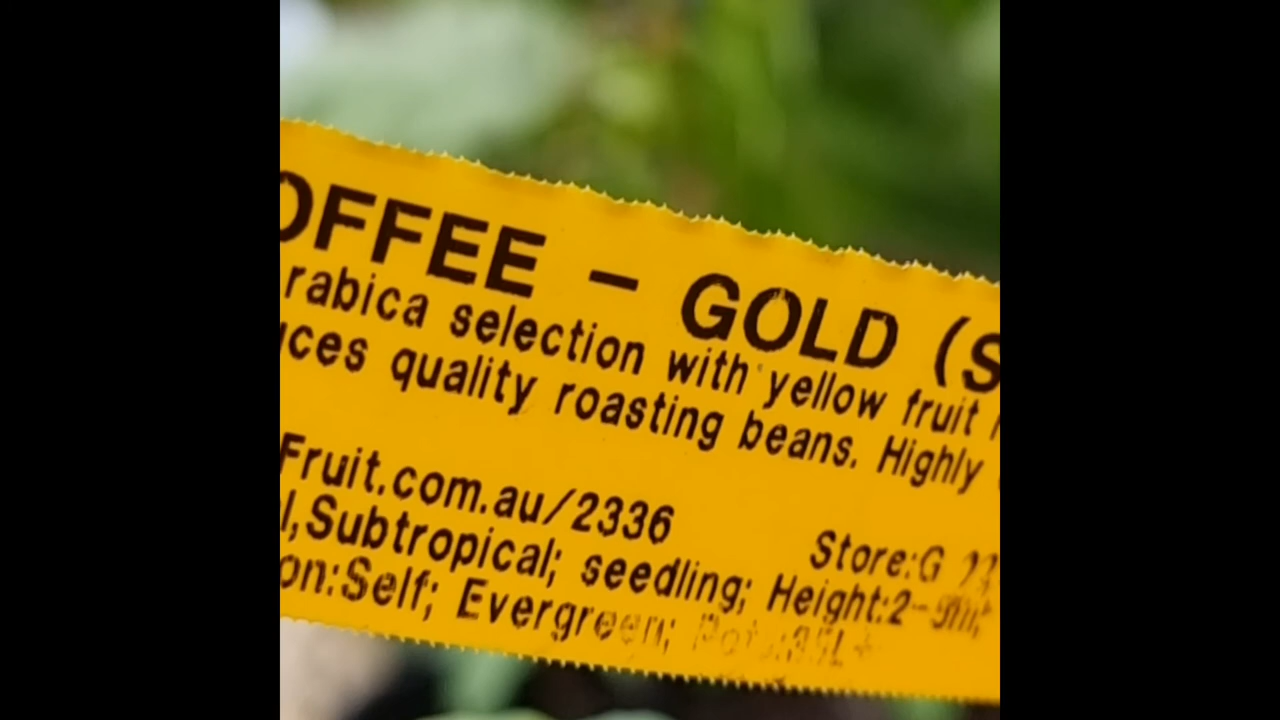 OFFEE - GOLD (S
rabica selection with yellow fruit
uces quality roasting beans. Highly
Fruit.com.au/2336 Store:G
l,Subtropical; seedling; Height:2-
on:Self; Evergreen;